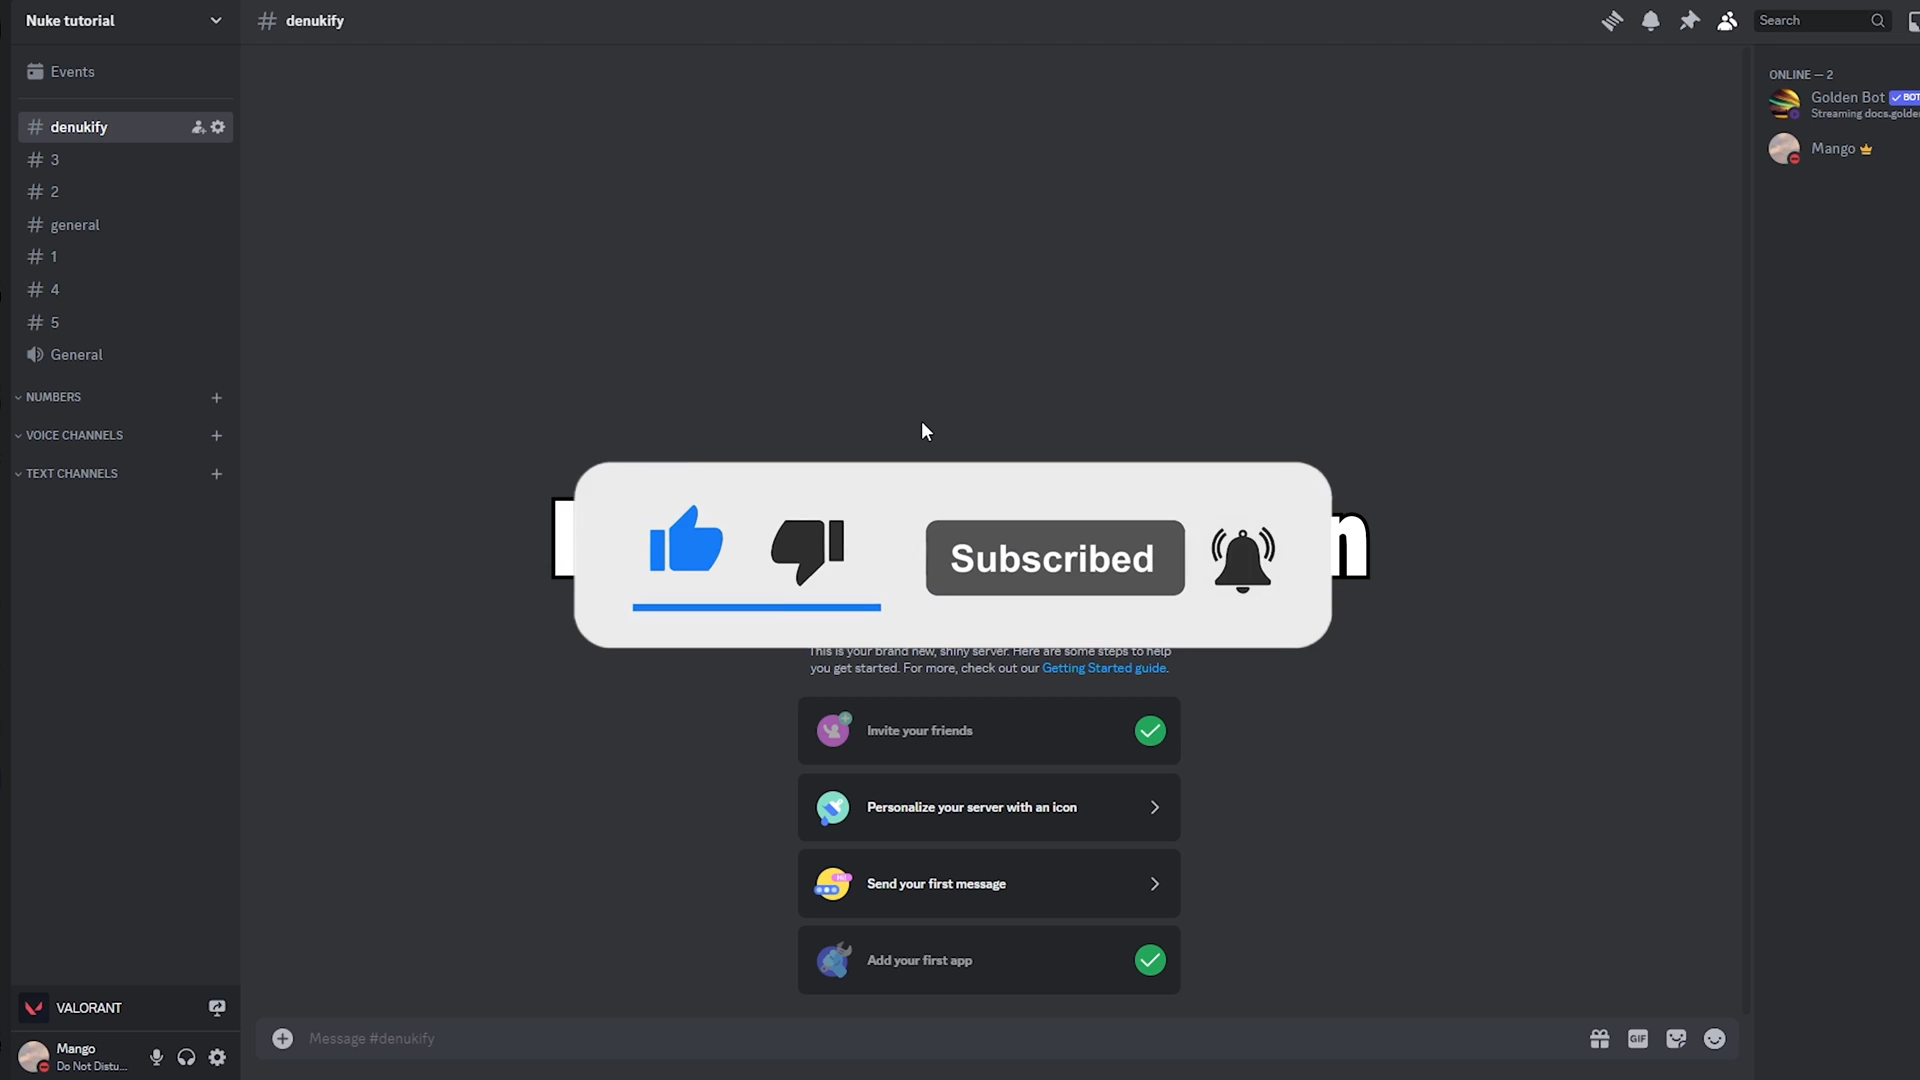 Nuke tutorial
denukify
Search
Events
denukify
3
2
general
1
4
5
General
NUMBERS
VOICE CHANNELS
TEXT CHANNELS
ONLINE — 2
Golden Bot BOT
Streaming docs.golde
Mango
Subscribed
This is your brand new, shiny server. Here are some steps to help
you get started. For more, check out our Getting Started guide.
Invite your friends
Personalize your server with an icon
Send your first message
Add your first app
VALORANT
Mango
Do Not Distu...
Message #denukify
GIF